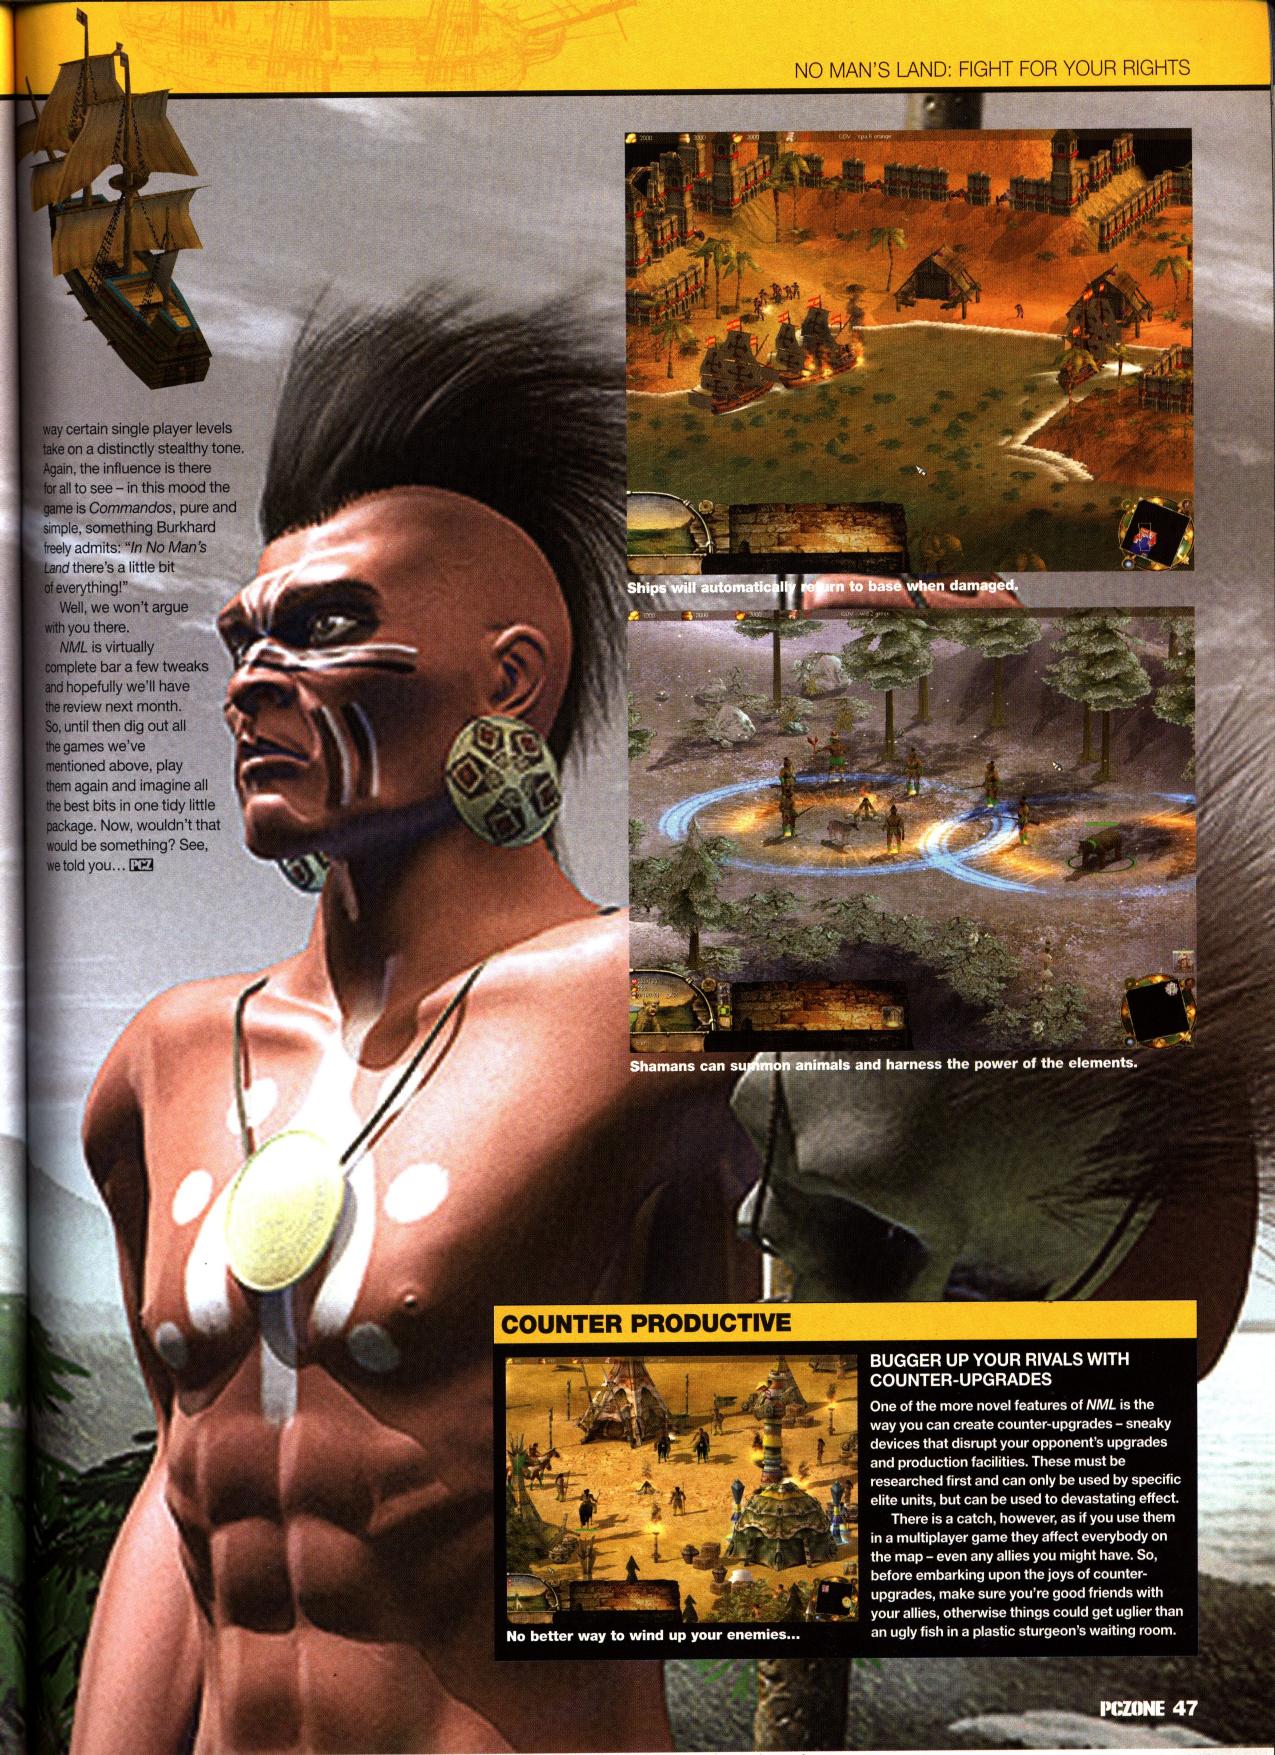 NO MAN'S LAND: FIGHT FOR YOUR RIGHTS
way certain single player levels
take on a distinctly stealthy tone.
Again, the influence is there
for all to see – in this mood the
game is Commandos, pure and
simple, something Burkhard
freely admits: "In No Man's
Land there's a little bit
of everything!"
Well, we won't argue
with you there.
NML is virtually
complete bar a few tweaks
and hopefully we'll have
the review next month.
So, until then dig out all
the games we've
mentioned above, play
them again and imagine all
the best bits in one tidy little
package. Now, wouldn't that
would be something? See,
we told you... PCZ
Ships will automatically return to base when damaged.
Shamans can summon animals and harness the power of the elements.
COUNTER PRODUCTIVE
No better way to wind up your enemies...
BUGGER UP YOUR RIVALS WITH
COUNTER-UPGRADES
One of the more novel features of NML is the
way you can create counter-upgrades – sneaky
devices that disrupt your opponent's upgrades
and production facilities. These must be
researched first and can only be used by specific
elite units, but can be used to devastating effect.
There is a catch, however, as if you use them
in a multiplayer game they affect everybody on
the map – even any allies you might have. So,
before embarking upon the joys of counter-
upgrades, make sure you're good friends with
your allies, otherwise things could get uglier than
an ugly fish in a plastic sturgeon's waiting room.
PCZONE 47